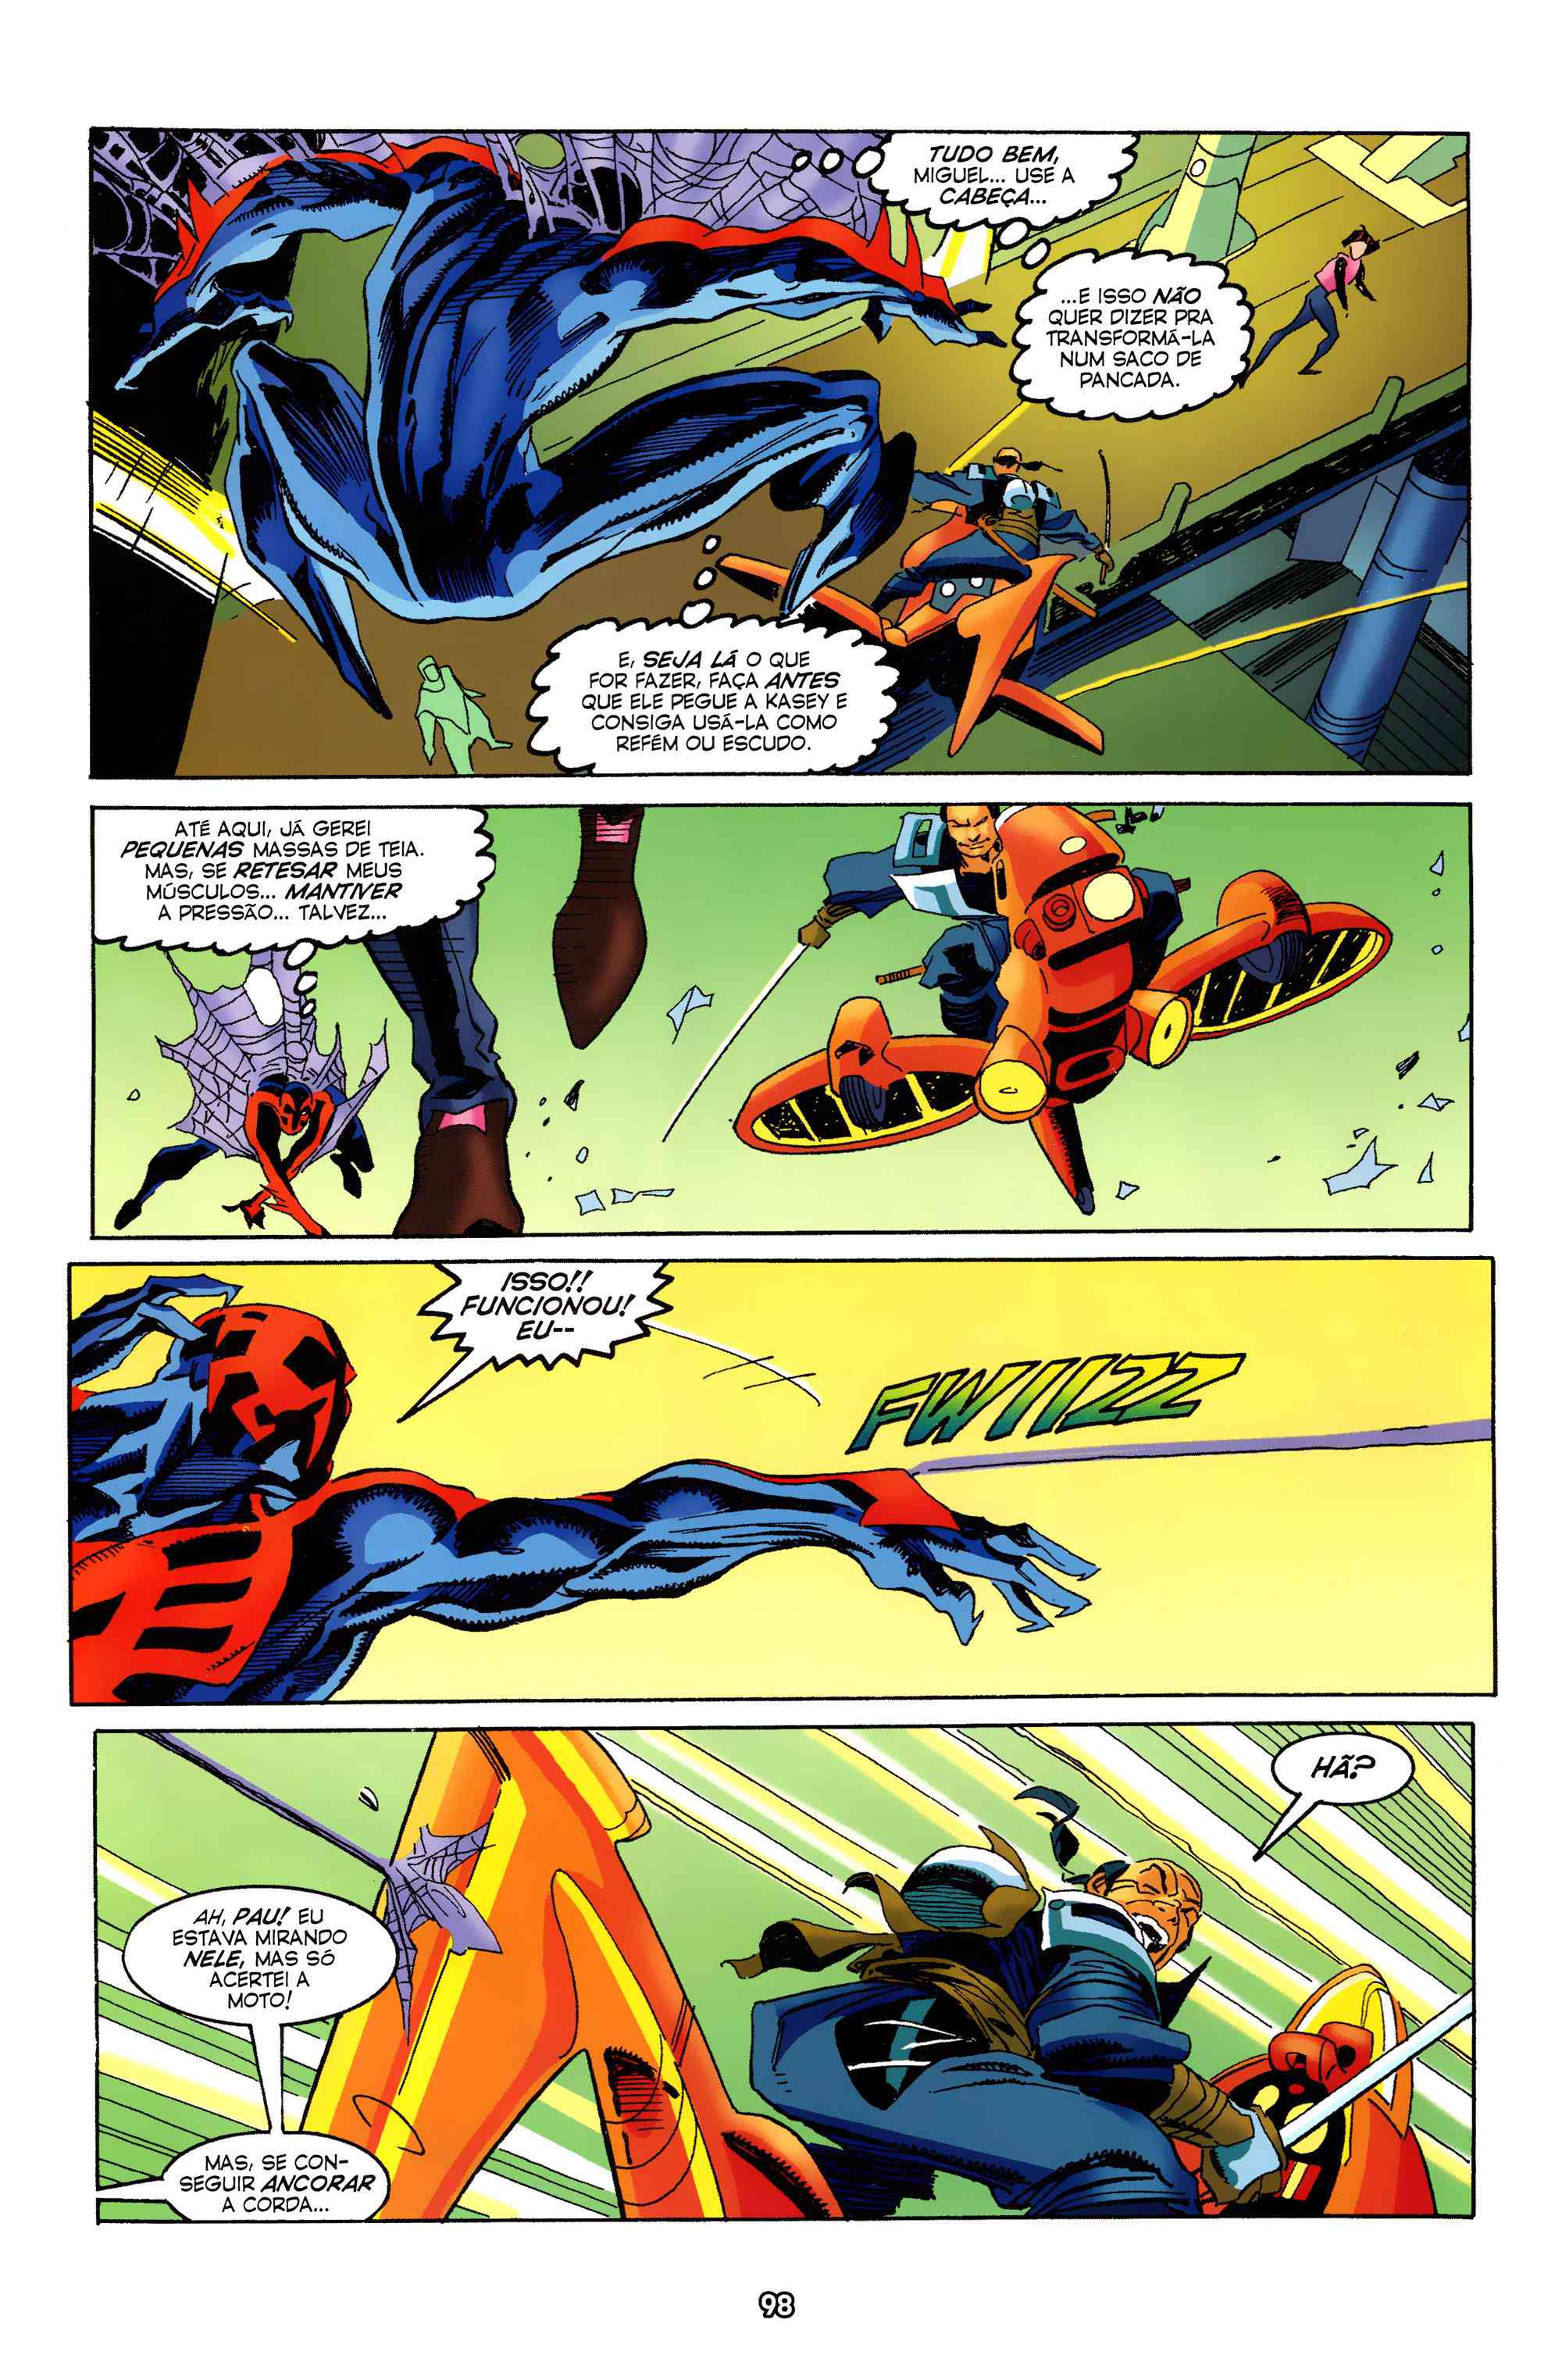 TUDO BEM,
MIGUEL... USE A
CABEÇA...
...E ISSO NÃO
QUER DIZER PRA
TRANSFORMÁ-LA
NUM SACO DE
PANCADA.
E, SEJA LÁ O QUE
FOR FAZER, FAÇA ANTES
QUE ELE PEGUE A KASEY E
CONSIGA USÁ-LA COMO
REFÉM OU ESCUDO.
ATÉ AQUI, JÁ GEREI
PEQUENAS MASSAS DE TEIA.
MAS, SE RETESAR MEUS
MÚSCULOS... MANTIVER
A PRESSÃO... TALVEZ...
ISSO!!
FUNCIONOU!
EU--
FWIIZZ
HÃ?
AH, PAU! EU
ESTAVA MIRANDO
NELE, MAS SÓ
ACERTEI A
MOTO!
MAS, SE CON-
SEGUIR ANCORAR
A CORDA...
98